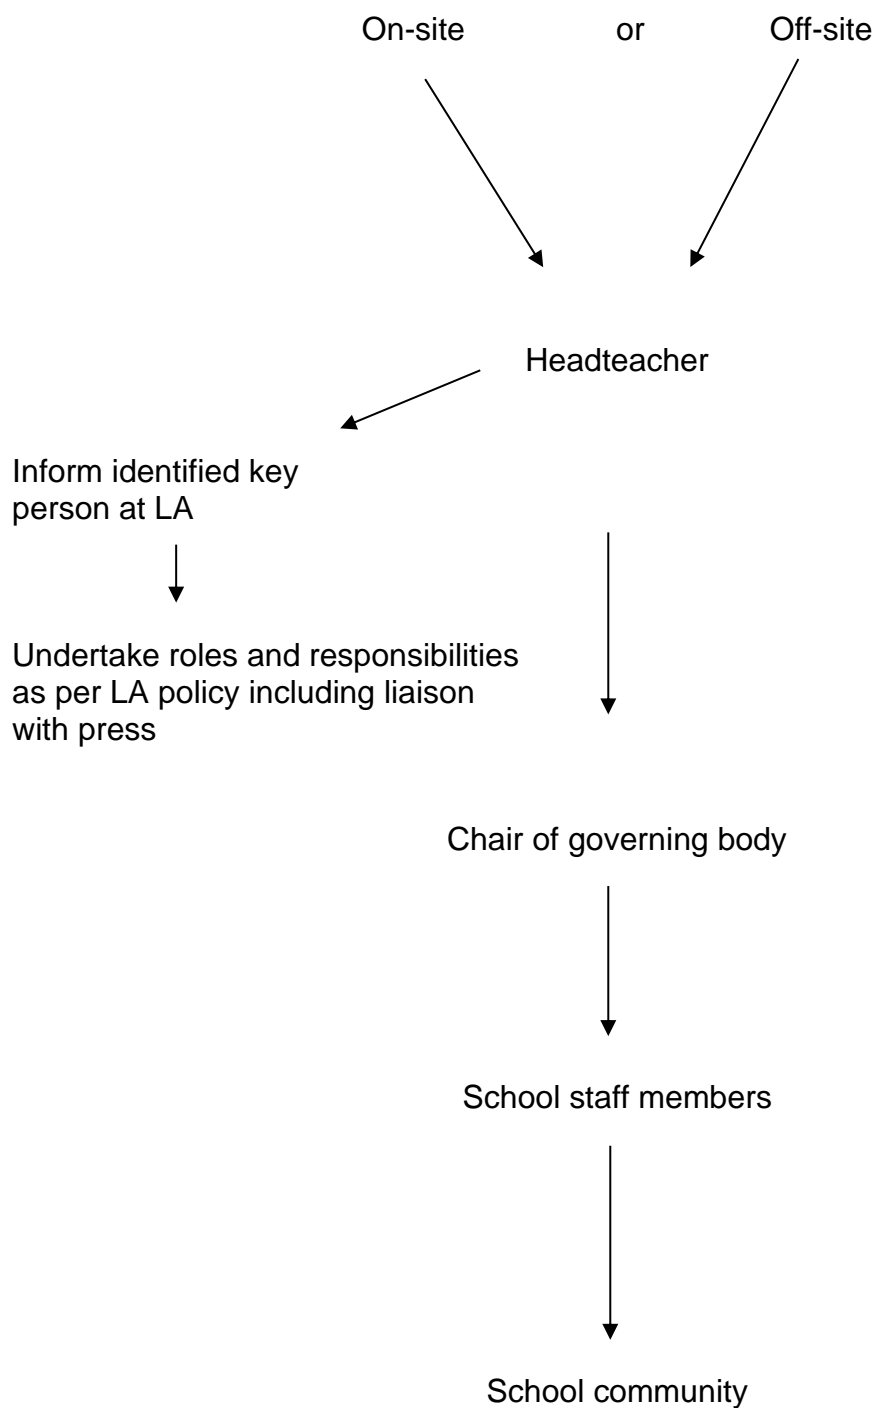 On-site or Off-site
Headteacher
Inform identified key
person at LA
Undertake roles and responsibilities
as per LA policy including liaison
with press
Chair of governing body
School staff members
School community